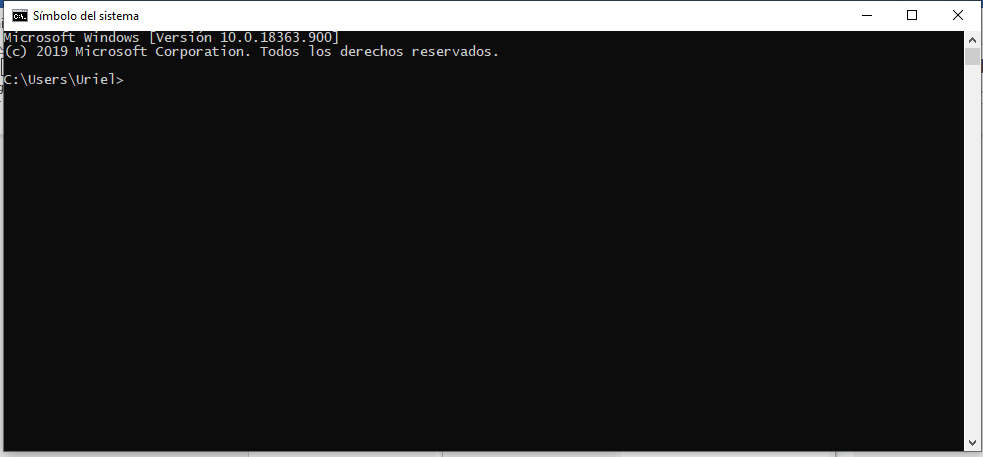 Símbolo del sistema
Microsoft Windows [Versión 10.0.18363.900]
(c) 2019 Microsoft Corporation. Todos los derechos reservados.
C:\Users\Uriel>